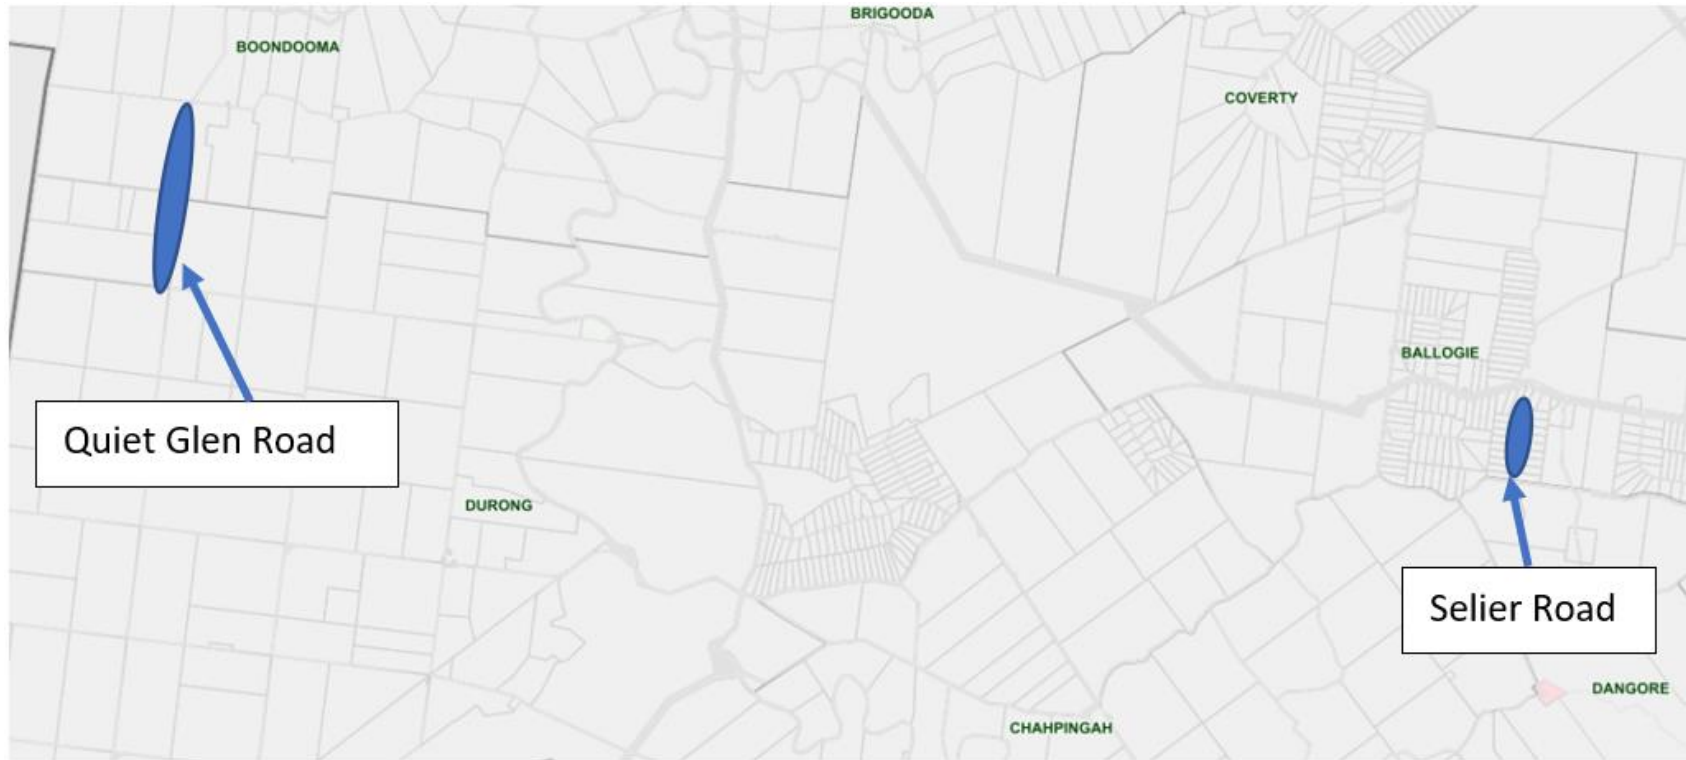 BRIGOODA
BOONDOOMA
COVERTY
BALLOGIE
Quiet Glen Road
DURONG
Selier Road
DANGORE
CHAHPINGAH